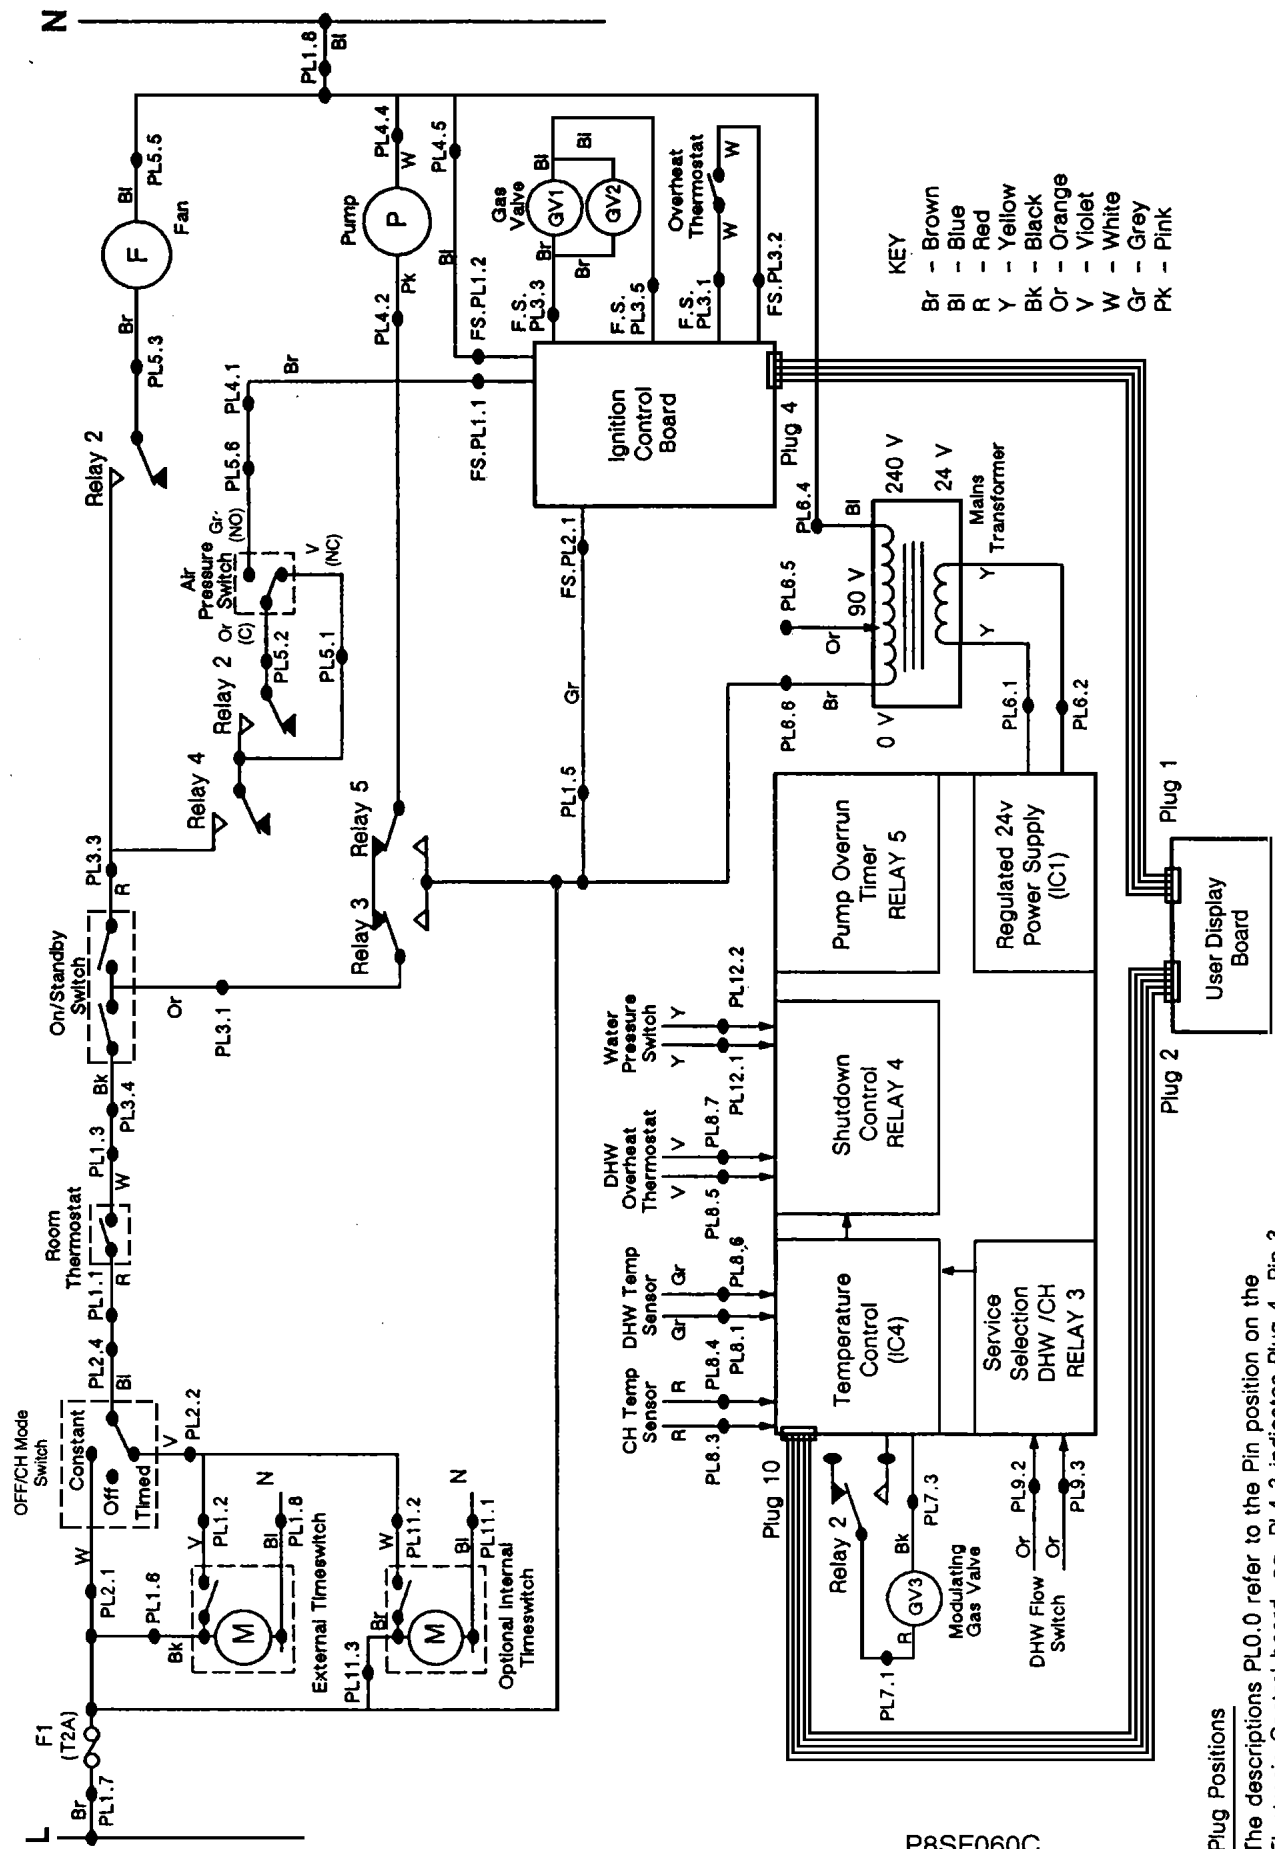 L
Br
PL1.7
F1
(T2A)
W
PL2.1
OFF/CH Mode
Switch
Constant
Off
Timed
V
PL2.2
Bl
PL2.4
PL1.1
R
Room
Thermostat
W
PL1.3
PL3.4
Bk
On/Standby
Switch
R
PL3.3
Or
PL3.1
Relay 2
PL5.3
Br
F
Fan
Bl
PL5.5
N
PL1.8
Bl
PL1.6
Bk
M
V
PL1.2
Bl
PL1.8
N
External Timeswitch
PL11.3
Br
M
W
PL11.2
Bl
PL11.1
N
Optional Internal
Timeswitch
Relay 4
Relay 2
Or
(C)
PL5.2
PL5.1
Air
Pressure
Switch
Gr
(NO)
V
(NC)
PL5.6
PL4.1
Br
Relay 3
Relay 5
PL4.2
Pk
P
Pump
W
PL4.4
PL4.5
Bl
PL1.5
Gr
FS.PL2.1
FS.PL1.1
FS.PL1.2
Ignition
Control
Board
Plug 4
F.S.
PL3.3
F.S.
PL3.5
F.S.
PL3.1
FS.PL3.2
Gas
Valve
GV1
GV2
Br
Br
Bl
Bl
Overheat
Thermostat
W
W
PL6.6
Br
PL6.5
Or
PL6.4
Bl
0 V
90 V
240 V
24 V
Mains
Transformer
Y
Y
PL6.1
PL6.2
KEY
Br – Brown
Bl – Blue
R – Red
Y – Yellow
Bk – Black
Or – Orange
V – Violet
W – White
Gr – Grey
Pk – Pink
CH Temp
Sensor
R
R
PL8.3
PL8.4
DHW Temp
Sensor
Gr
Gr
PL8.1
PL8.6
DHW
Overheat
Thermostat
V
V
PL8.5
PL8.7
Water
Pressure
Switch
Y
Y
PL12.1
PL12.2
Plug 10
Temperature
Control
(IC4)
Shutdown
Control
RELAY 4
Pump Overrun
Timer
RELAY 5
Service
Selection
DHW /CH
RELAY 3
Regulated 24v
Power Supply
(IC1)
Relay 2
PL7.1
R
GV3
Bk
PL7.3
Modulating
Gas Valve
DHW Flow
Switch
Or
Or
PL9.2
PL9.3
Plug 2
Plug 1
User Display
Board
P8SE060C
Plug Positions
The descriptions PL0.0 refer to the Pin position on the